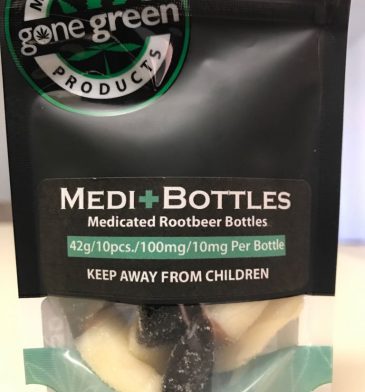 gone green
PRODUCTS
MEDI+BOTTLES
Medicated Rootbeer Bottles
42g/10pcs./100mg/10mg Per Bottle
KEEP AWAY FROM CHILDREN